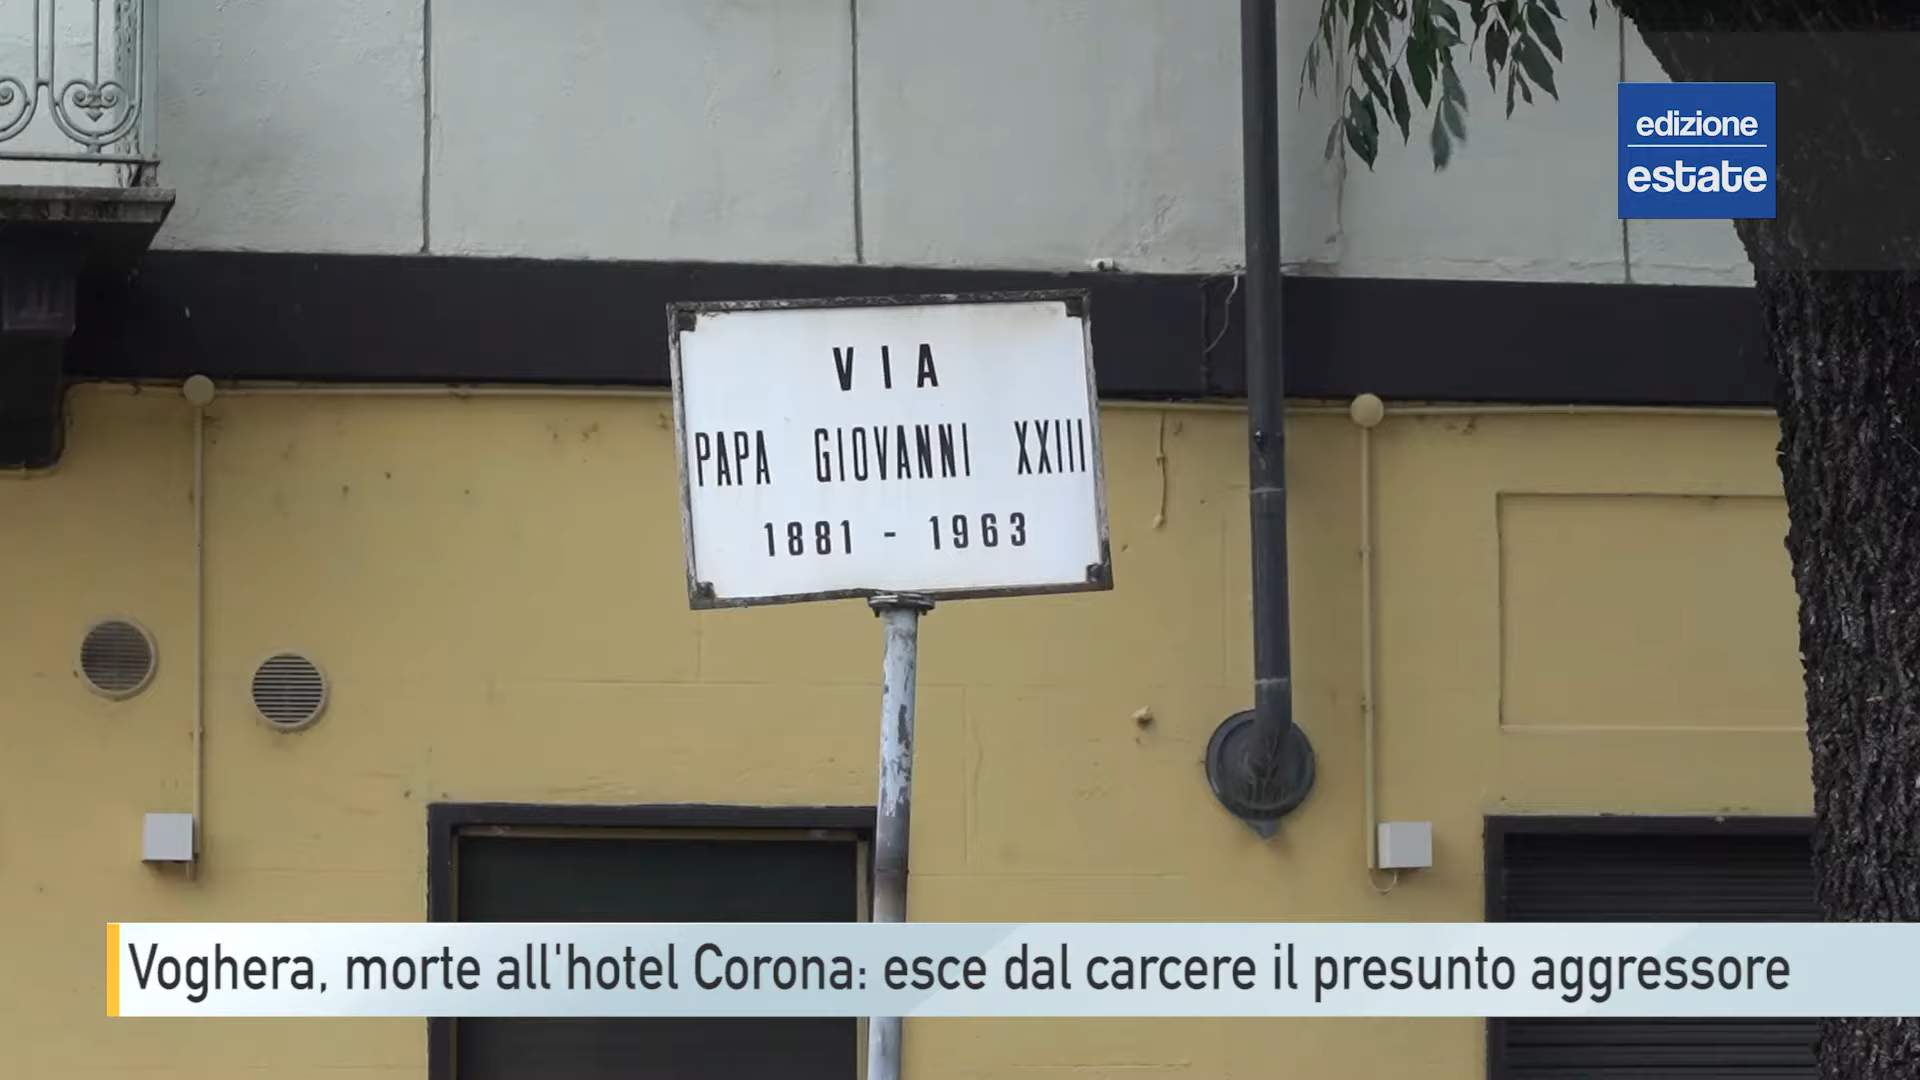 edizione
estate
VIA
PAPA GIOVANNI XXIII
1881 - 1963
Voghera, morte all'hotel Corona: esce dal carcere il presunto aggressore